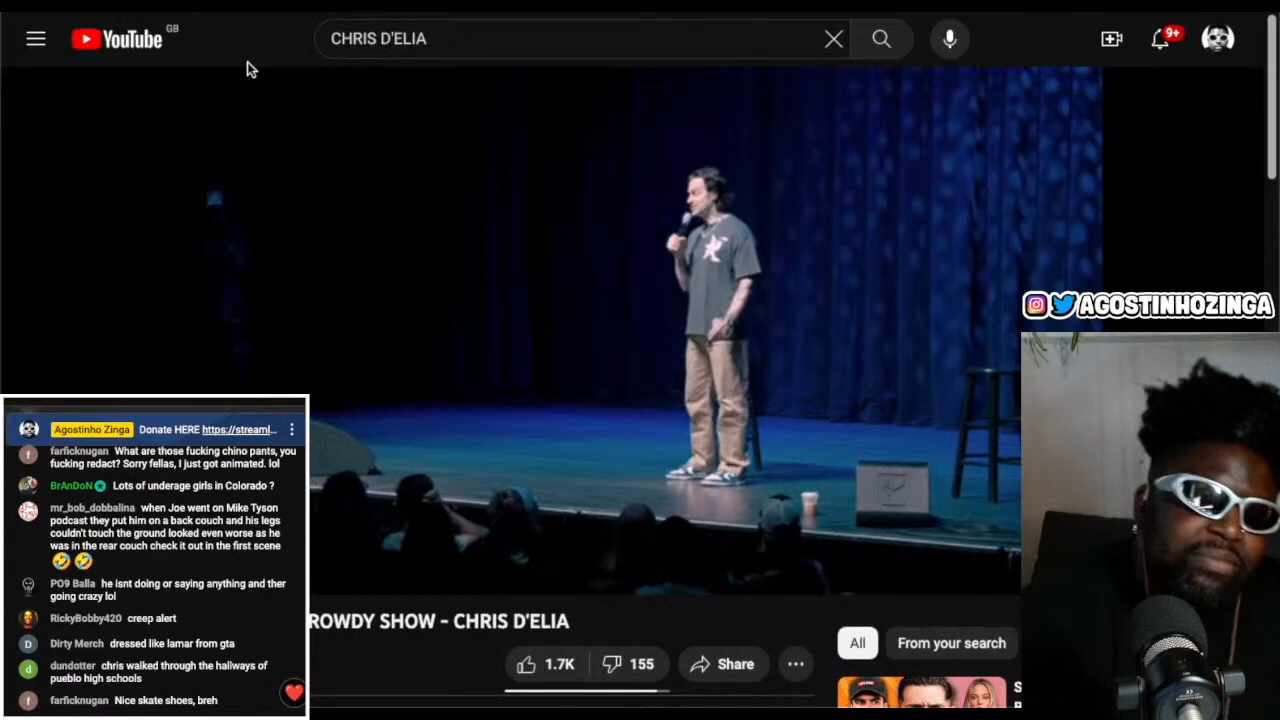 YouTube GB
CHRIS D'ELIA
9+
AGOSTINHOZINGA
Agostinho Zinga Donate HERE https://streaml...
farficknugan What are those fucking chino pants, you
fucking redact? Sorry fellas, I just got animated. lol
BrAnDoN Lots of underage girls in Colorado ?
mr_bob_dobbalina when Joe went on Mike Tyson
podcast they put him on a back couch and his legs
couldn't touch the ground looked even worse as he
was in the rear couch check it out in the first scene
🤣 🤣
PO9 Balla he isnt doing or saying anything and ther
going crazy lol
RickyBobby420 creep alert
Dirty Merch dressed like lamar from gta
dundotter chris walked through the hallways of
pueblo high schools
farficknugan Nice skate shoes, breh
ROWDY SHOW - CHRIS D'ELIA
1.7K 155 Share
All From your search